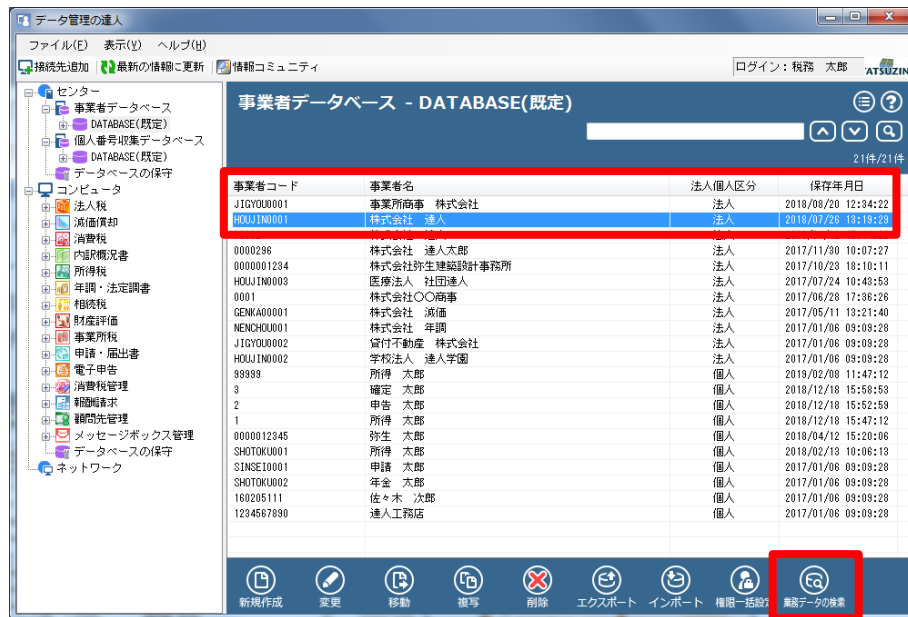 データ管理の達人
ファイル(F) 表示(V) ヘルプ(H)
接続先追加 最新の情報に更新 情報コミュニティ ログイン：税務 太郎 TATSUZIN
センター
事業者データベース
DATABASE(既定)
個人番号収集データベース
DATABASE(既定)
データベースの保守
コンピュータ
法人税
減価償却
消費税
内訳概況書
所得税
年調・法定調書
相続税
財産評価
事業所税
申請・届出書
電子申告
消費税管理
報酬請求
顧問先管理
メッセージボックス管理
データベースの保守
ネットワーク
事業者データベース - DATABASE(既定)
21件/21件
事業者コード 事業者名 法人個人区分 保存年月日
JIGYOU0001 事業所商事 株式会社 法人 2018/08/20 12:34:22
HOUJIN0001 株式会社 達人 法人 2018/07/26 13:19:29
0000296 株式会社 達人太郎 法人 2017/11/30 10:07:27
0000001234 株式会社弥生建築設計事務所 法人 2017/10/23 18:10:11
HOUJIN0003 医療法人 社団達人 法人 2017/07/24 10:43:53
0001 株式会社〇〇商事 法人 2017/06/28 17:36:26
GENKA00001 株式会社 減価 法人 2017/05/11 13:21:40
NENCHOU001 株式会社 年調 法人 2017/01/06 09:09:28
JIGYOU0002 貸付不動産 株式会社 法人 2017/01/06 09:09:28
HOUJIN0002 学校法人 達人学園 法人 2017/01/06 09:09:28
99999 所得 太郎 個人 2019/02/08 11:47:12
3 確定 太郎 個人 2018/12/18 15:58:53
2 申告 太郎 個人 2018/12/18 15:52:59
1 所得 太郎 個人 2018/12/18 15:47:12
0000012345 弥生 太郎 個人 2018/04/12 15:20:06
SHOTOKU001 所得 太郎 個人 2018/02/13 10:06:13
SINSEI0001 申請 太郎 個人 2017/01/06 09:09:28
SHOTOKU002 年金 太郎 個人 2017/01/06 09:09:28
160205111 佐々木 次郎 個人 2017/01/06 09:09:28
1234567890 達人工務店 個人 2017/01/06 09:09:28
新規作成 変更 移動 複写 削除 エクスポート インポート 権限一括設定 業務データの検索